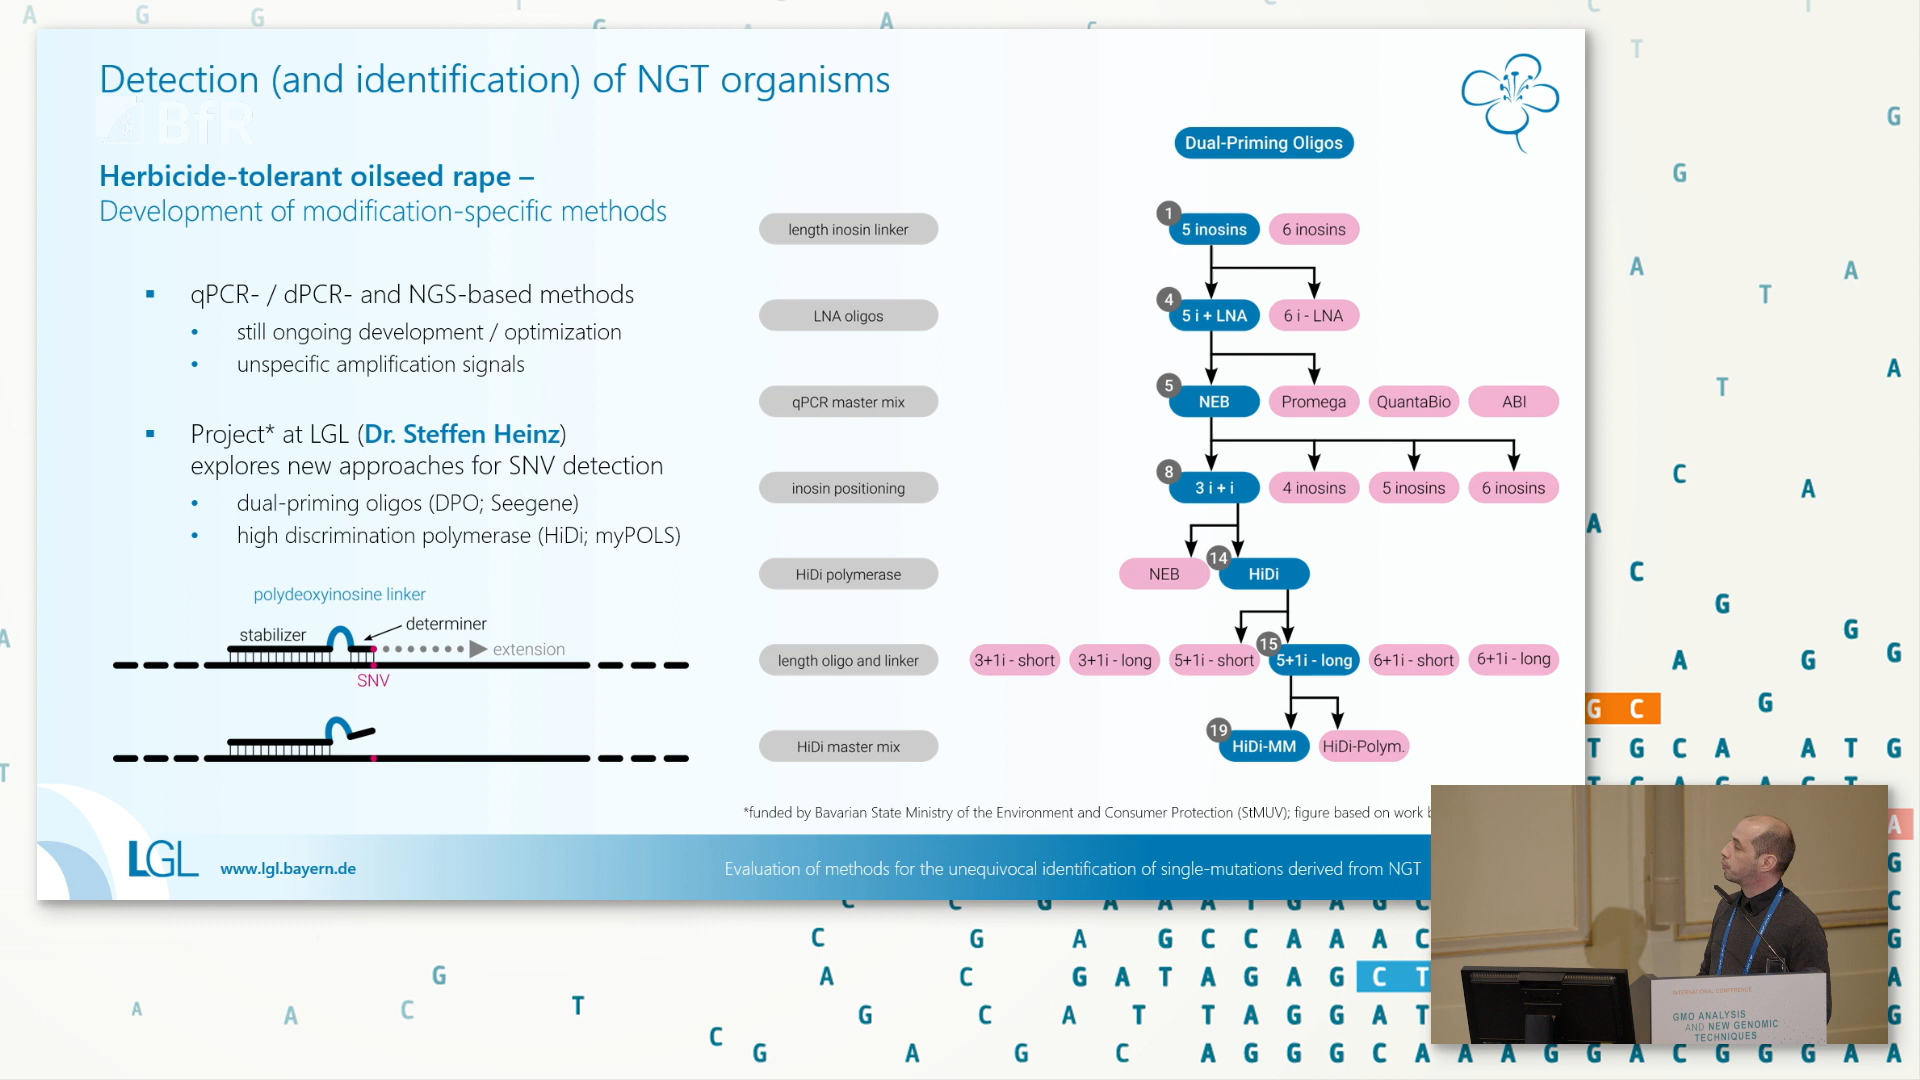 Detection (and identification) of NGT organisms
BfR
Herbicide-tolerant oilseed rape –
Development of modification-specific methods
qPCR- / dPCR- and NGS-based methods
still ongoing development / optimization
unspecific amplification signals
Project* at LGL (Dr. Steffen Heinz)
explores new approaches for SNV detection
dual-priming oligos (DPO; Seegene)
high discrimination polymerase (HiDi; myPOLS)
polydeoxyinosine linker
stabilizer
determiner
extension
SNV
Dual-Priming Oligos
length inosin linker
1 5 inosins 6 inosins
LNA oligos
4 5 i + LNA 6 i - LNA
qPCR master mix
5 NEB Promega QuantaBio ABI
inosin positioning
8 3 i + i 4 inosins 5 inosins 6 inosins
HiDi polymerase
NEB 14 HiDi
length oligo and linker
3+1i - short 3+1i - long 5+1i - short 15 5+1i - long 6+1i - short 6+1i - long
HiDi master mix
19 HiDi-MM HiDi-Polym.
*funded by Bavarian State Ministry of the Environment and Consumer Protection (StMUV); figure based on work
LGL www.lgl.bayern.de
Evaluation of methods for the unequivocal identification of single-mutations derived from NGT
INTERNATIONAL CONFERENCE
GMO ANALYSIS
AND NEW GENOMIC
TECHNIQUES